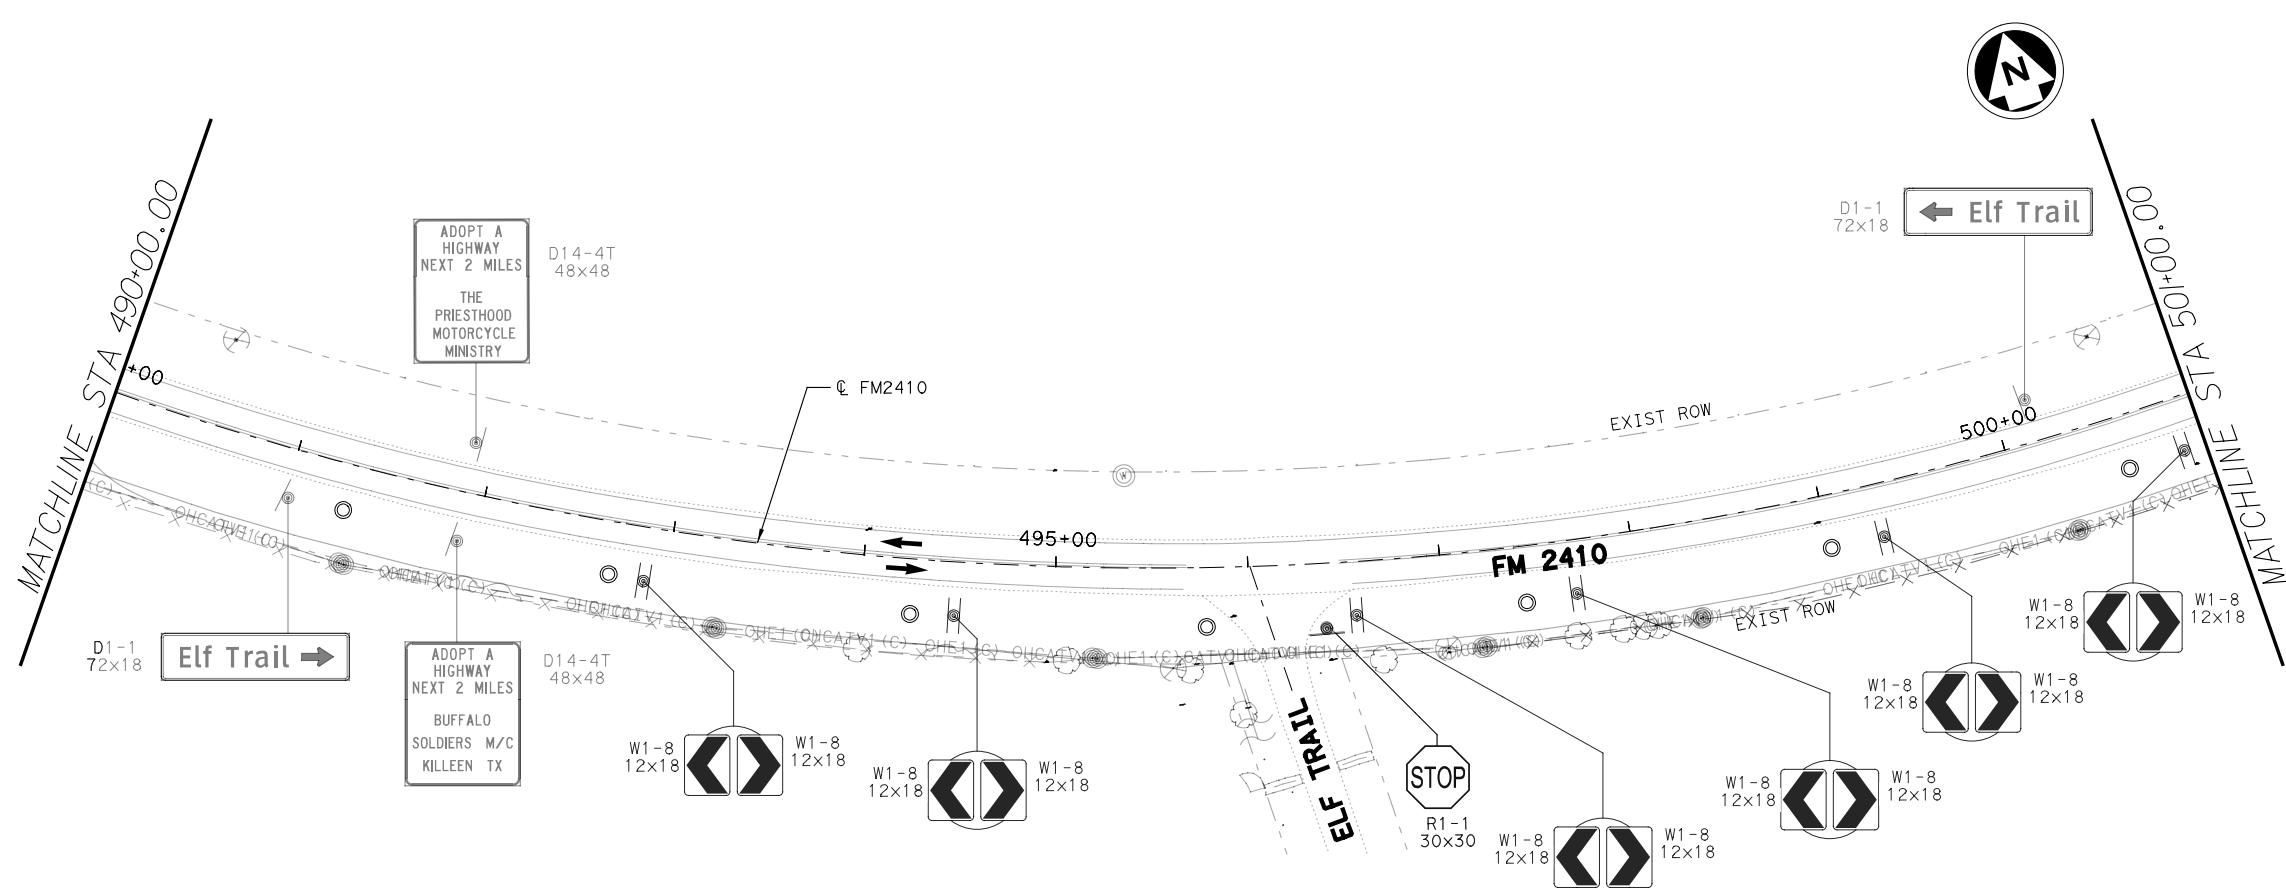 N
MATCHLINE STA 490+00.00
+00
ADOPT A
HIGHWAY
NEXT 2 MILES
THE
PRIESTHOOD
MOTORCYCLE
MINISTRY
D14-4T
48x48
℄ FM2410
D1-1
72x18
Elf Trail
MATCHLINE STA 501+00.00
EXIST ROW
500+00
495+00
FM 2410
EXIST ROW
W
D1-1
72x18
Elf Trail
ADOPT A
HIGHWAY
NEXT 2 MILES
BUFFALO
SOLDIERS M/C
KILLEEN TX
D14-4T
48x48
W1-8
12x18
W1-8
12x18
W1-8
12x18
W1-8
12x18
ELF TRAIL
STOP
R1-1
30x30
W1-8
12x18
W1-8
12x18
W1-8
12x18
W1-8
12x18
W1-8
12x18
W1-8
12x18
W1-8
12x18
W1-8
12x18